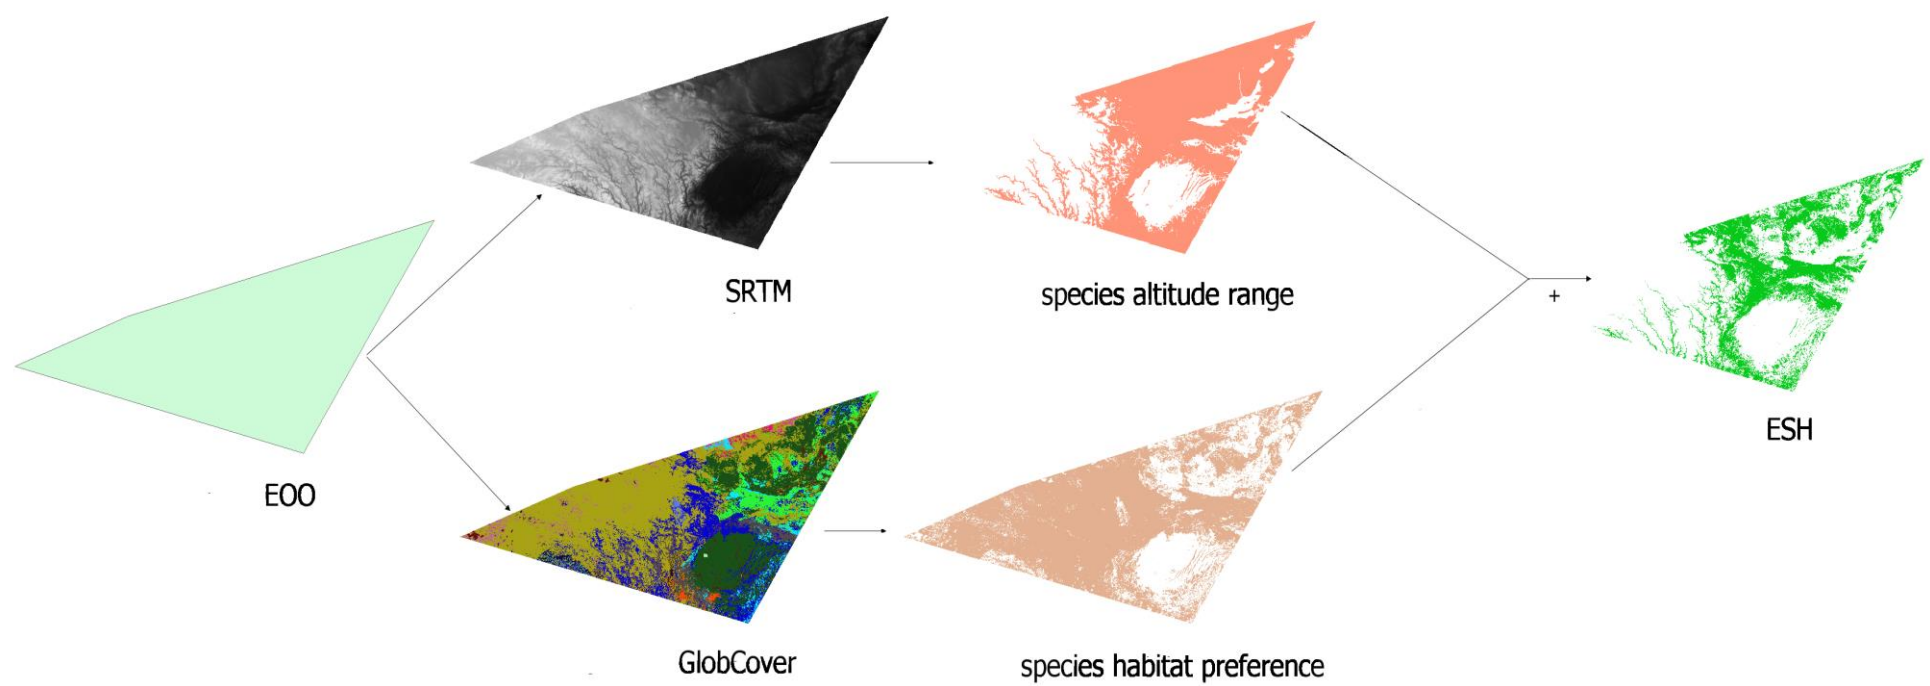 SRTM
species altitude range
+
ESH
EOO
GlobCover
species habitat preference